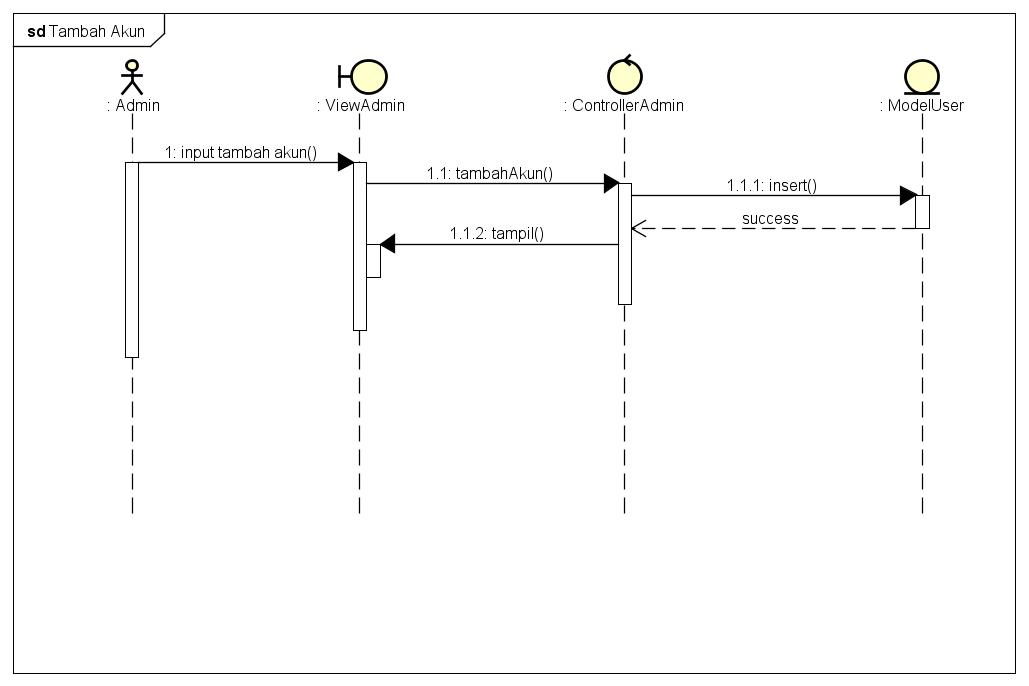 sd Tambah Akun
: Admin
: ViewAdmin
: ControllerAdmin
: ModelUser
1: input tambah akun()
1.1: tambahAkun()
1.1.1: insert()
success
1.1.2: tampil()